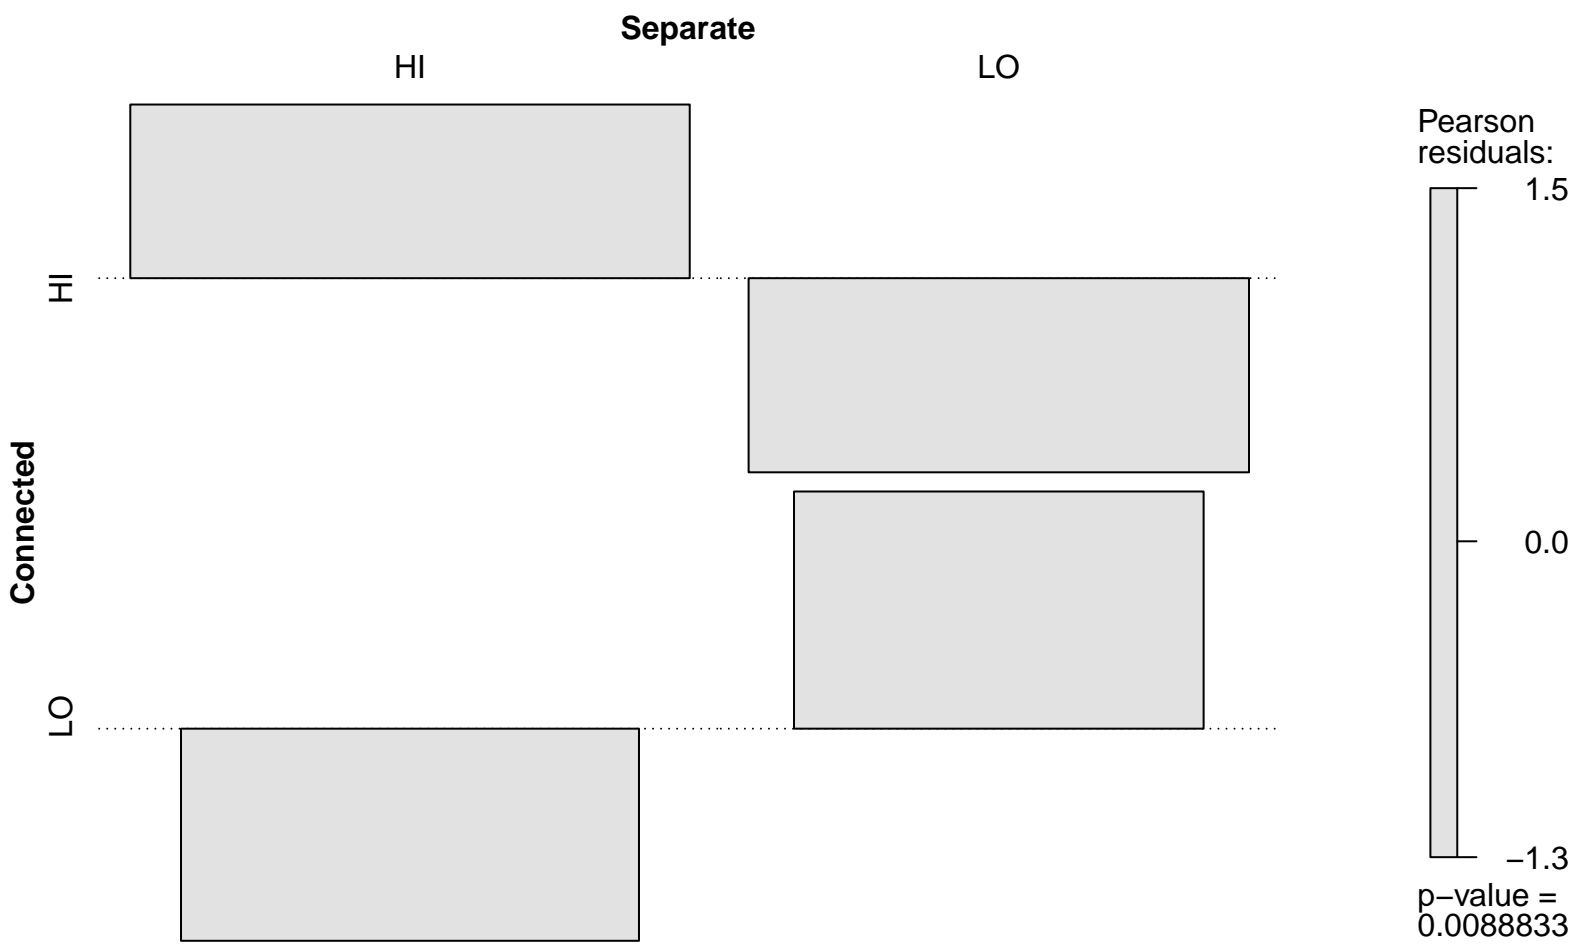 Separate
HI
LO
HI
Connected
LO
Pearson
residuals:
1.5
0.0
−1.3
p−value =
0.0088833